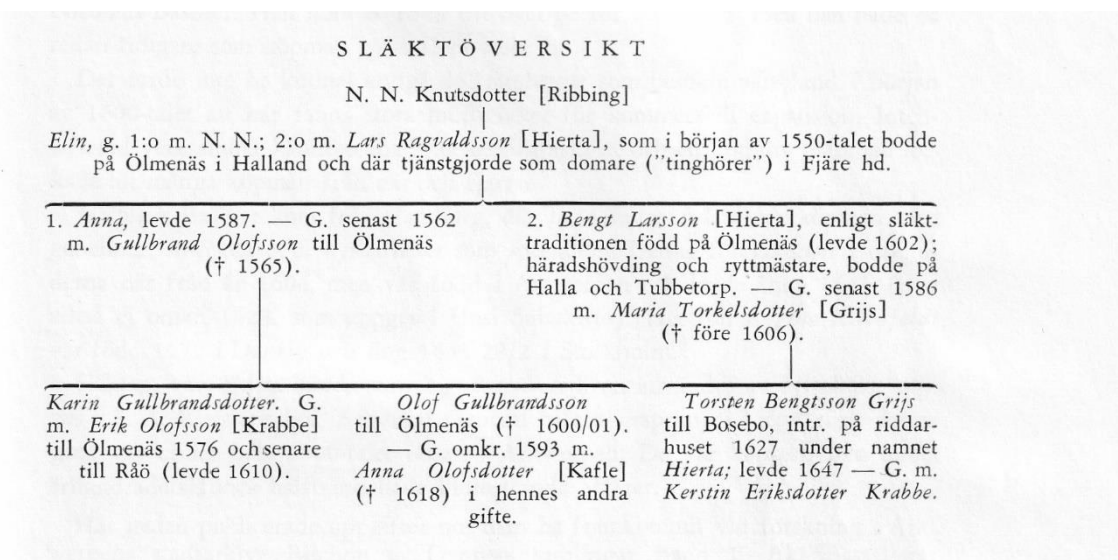 SLÄKTÖVERSIKT
N. N. Knutsdotter. [Ribbing]
Elin, g. 1:o m. N. N.; 2:o m. Lars Ragvaldsson [Hierta], som i början av 1550-talet bodde
på Ölmenäs i Halland och där tjänstgjorde som domare ("tinghörer") i Fjäre hd.
1. Anna, levde 1587. — G. senast 1562
m. Gullbrand Olofsson till Ölmenäs
(† 1565).
2. Bengt Larsson [Hierta], enligt släkt-
traditionen född på Ölmenäs (levde 1602);
häradshövding och ryttmästare, bodde på
Halla och Tubbetorp. — G. senast 1586
m. Maria Torkelsdotter [Grijs]
(† före 1606).
Karin Gullbrandsdotter. G.
m. Erik Olofsson [Krabbe]
till Ölmenäs 1576 ochsenare
till Råö (levde 1610).
Olof Gullbrandsson
till Ölmenäs († 1600/01).
G. omkr. 1593 m.
Anna Olofsdotter [Kafle]
(† 1618) i hennes andra
gifte.
Torsten Bengtsson Grijs
till Bosebo, intr. på riddar-
huset 1627 under namnet
Hierta; levde 1647 — G. m.
Kerstin Eriksdotter Krabbe.